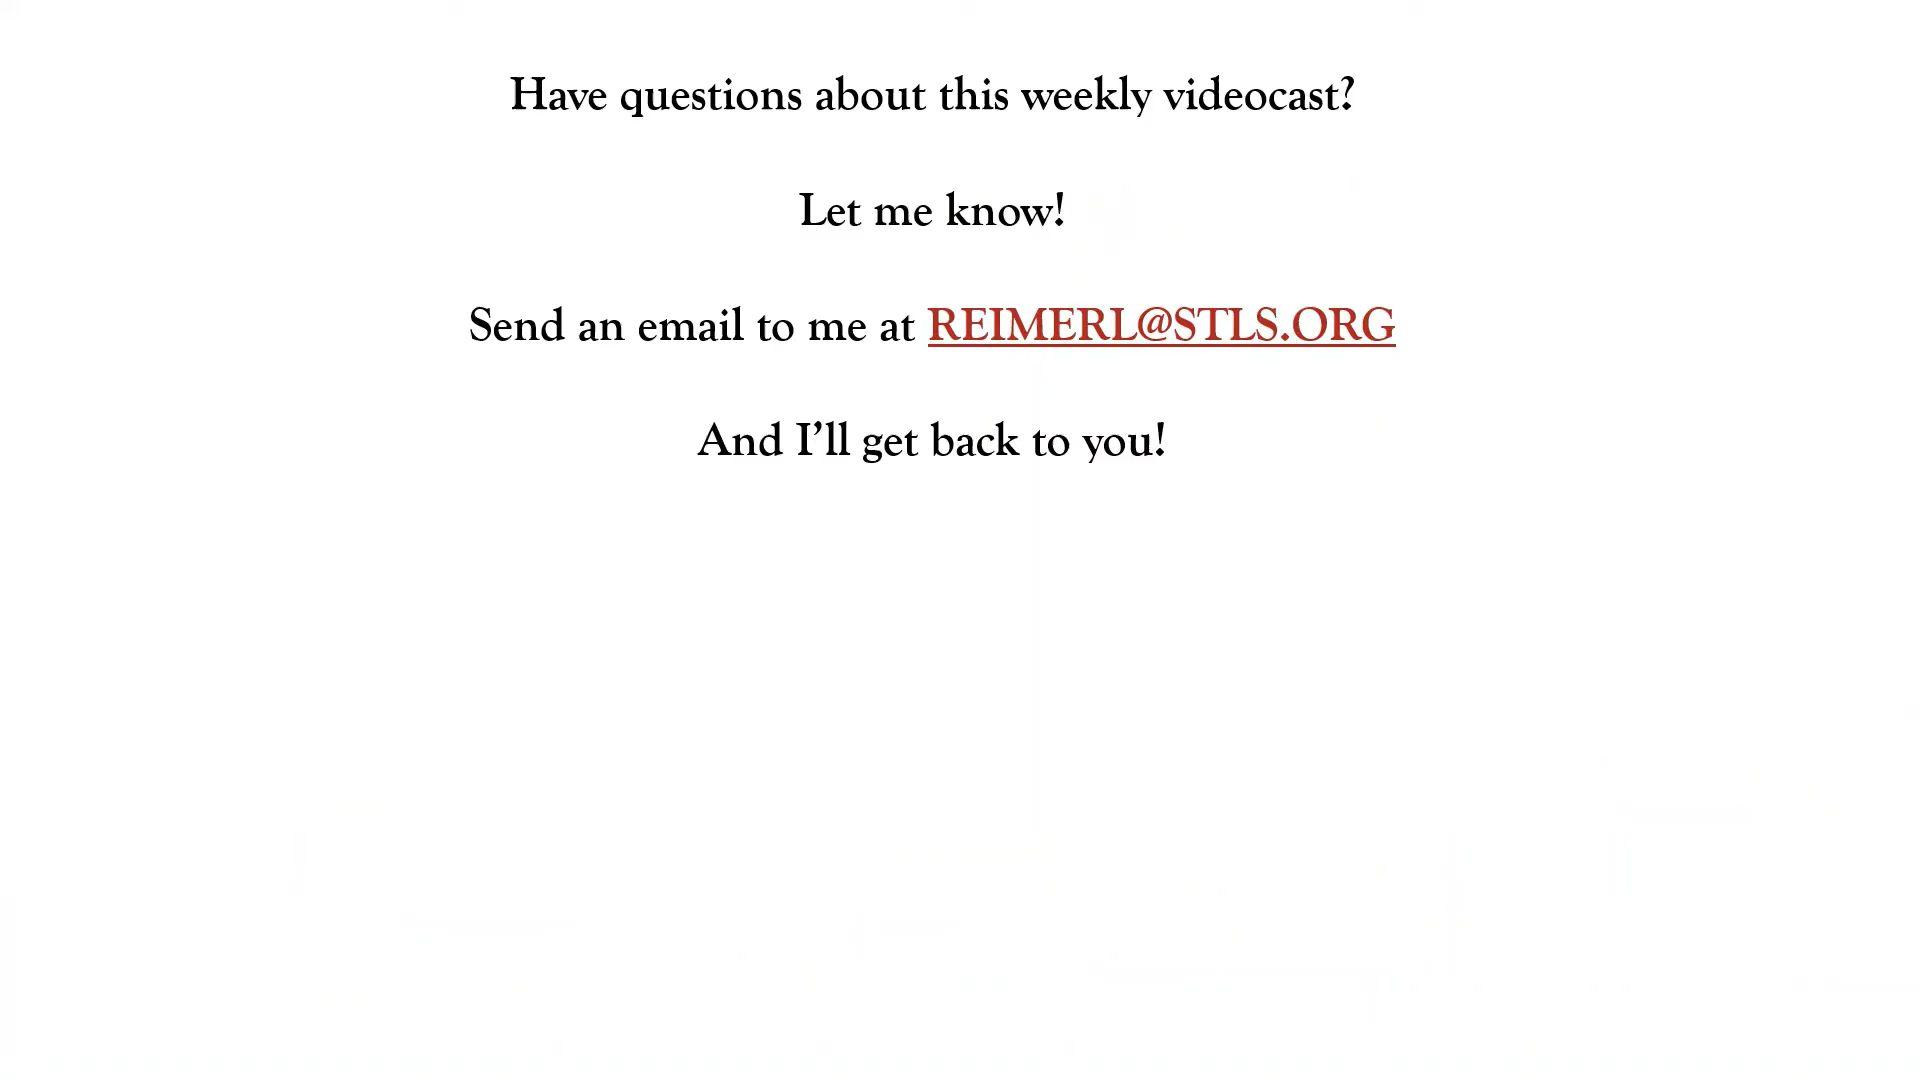 Have questions about this weekly videocast?
Let me know!
Send an email to me at REIMERL@STLS.ORG
And I’ll get back to you!